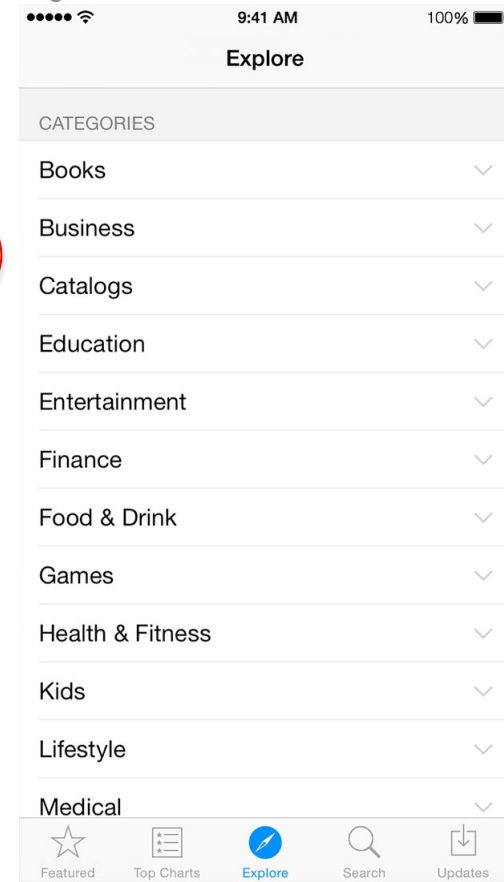 9:41 AM 100%
Explore
CATEGORIES
Books
Business
Catalogs
Education
Entertainment
Finance
Food & Drink
Games
Health & Fitness
Kids
Lifestyle
Medical
Featured Top Charts Explore Search Updates